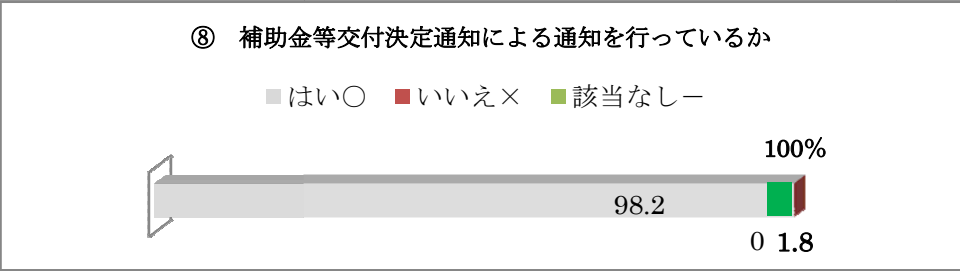 ⑧ 補助金等交付決定通知による通知を行っているか
はい〇 いいえ× 該当なし－
100%
98.2
0 1.8